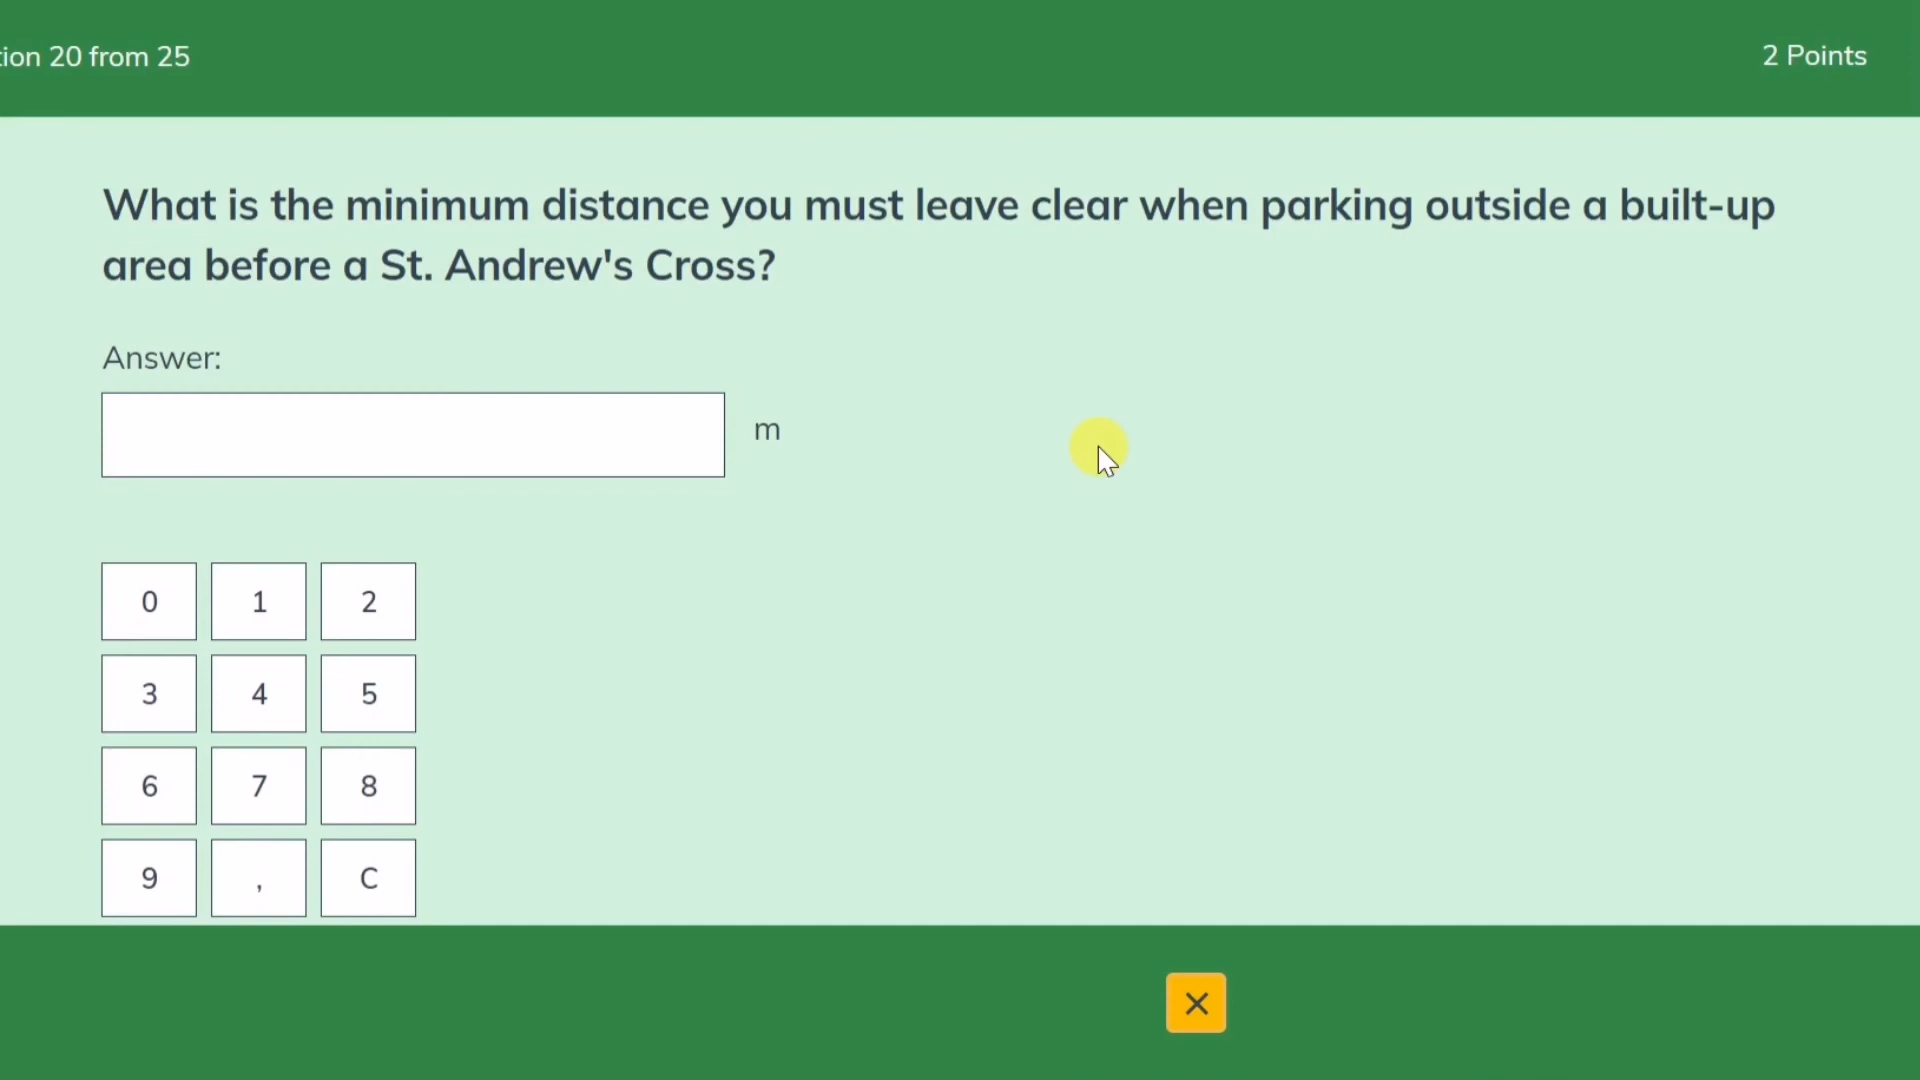 tion 20 from 25
2 Points
What is the minimum distance you must leave clear when parking outside a built-up
area before a St. Andrew's Cross?
Answer:
m
0 1 2
3 4 5
6 7 8
9 , C